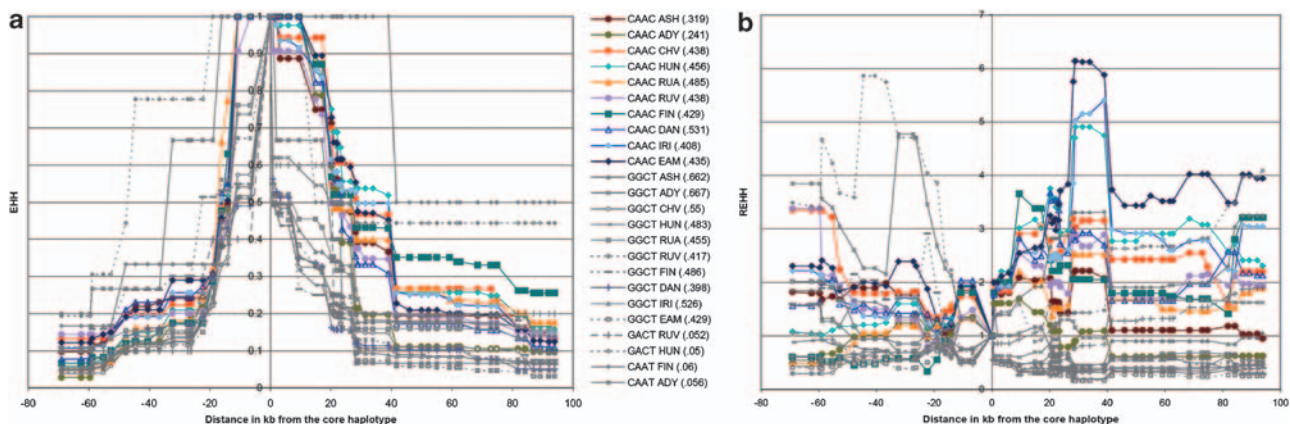 a
EHH
1
0.9
0.8
0.7
0.6
0.5
0.4
0.3
0.2
0.1
0
-80 -60 -40 -20 0 20 40 60 80 100
Distance in kb from the core haplotype
CAAC ASH (.319)
CAAC ADY (.241)
CAAC CHV (.438)
CAAC HUN (.456)
CAAC RUA (.485)
CAAC RUV (.438)
CAAC FIN (.429)
CAAC DAN (.531)
CAAC IRI (.408)
CAAC EAM (.435)
GGCT ASH (.662)
GGCT ADY (.667)
GGCT CHV (.55)
GGCT HUN (.483)
GGCT RUA (.455)
GGCT RUV (.417)
GGCT FIN (.486)
GGCT DAN (.398)
GGCT IRI (.526)
GGCT EAM (.429)
GACT RUV (.052)
GACT HUN (.05)
CAAT FIN (.06)
CAAT ADY (.056)
b
REHH
7
6
5
4
3
2
1
0
-80 -60 -40 -20 0 20 40 60 80 100
Distance in kb from the core haplotype